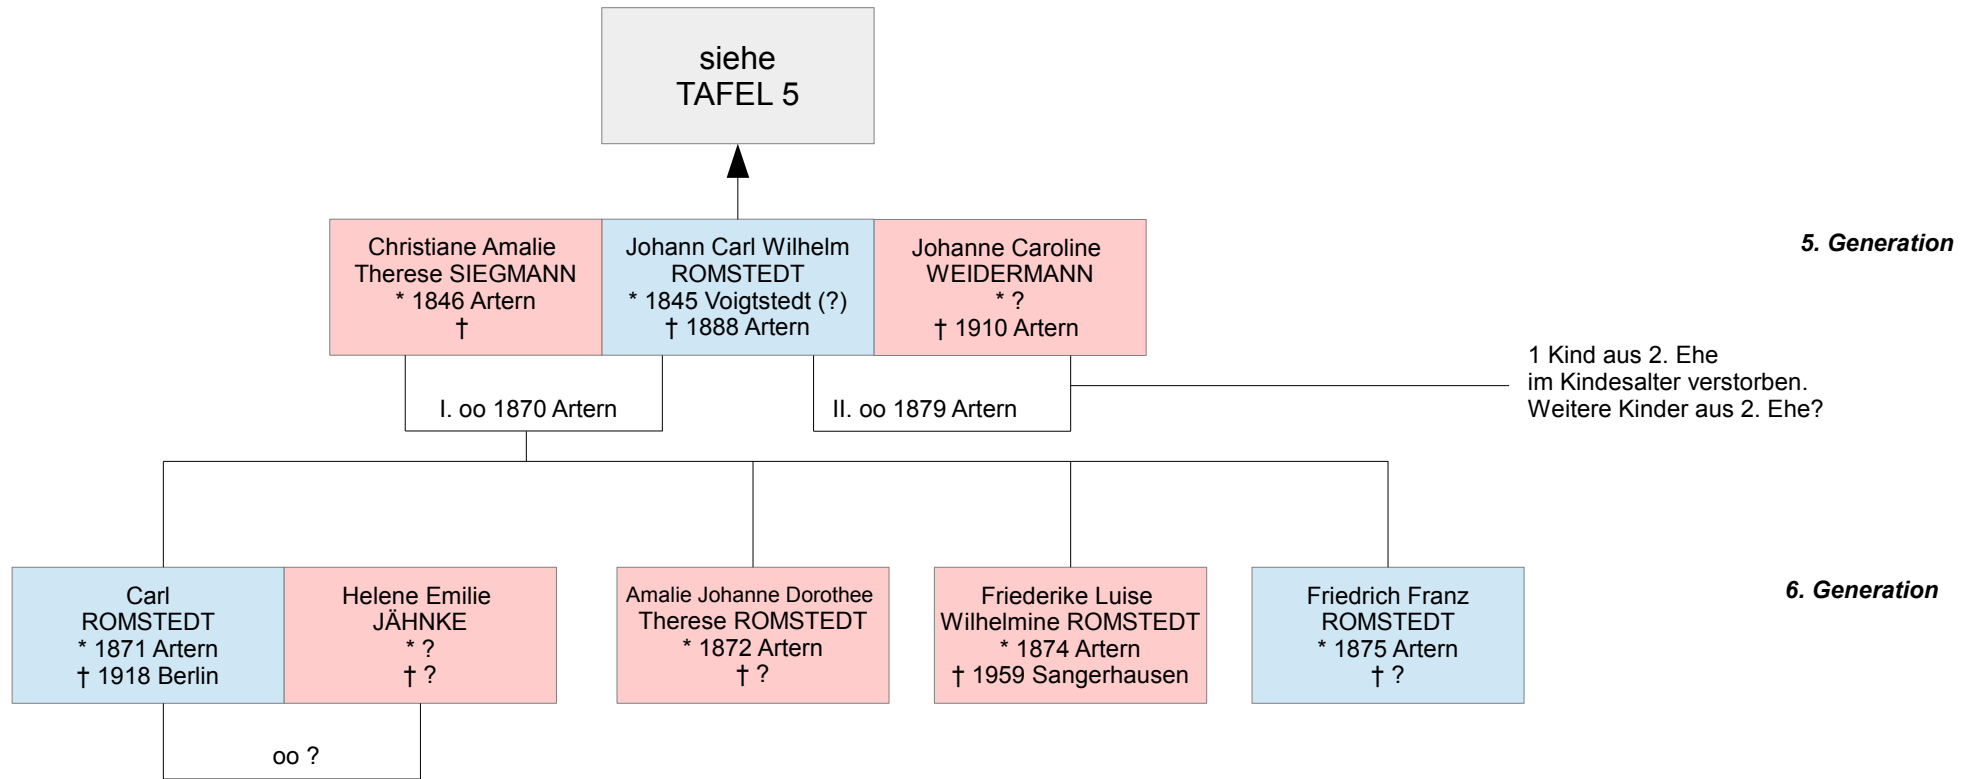 siehe
TAFEL 5
Christiane Amalie
Therese SIEGMANN
* 1846 Artern
†
Johann Carl Wilhelm
ROMSTEDT
* 1845 Voigtstedt (?)
† 1888 Artern
Johanne Caroline
WEIDERMANN
* ?
† 1910 Artern
5. Generation
I. oo 1870 Artern
II. oo 1879 Artern
1 Kind aus 2. Ehe
im Kindesalter verstorben.
Weitere Kinder aus 2. Ehe?
Carl
ROMSTEDT
* 1871 Artern
† 1918 Berlin
Helene Emilie
JÄHNKE
* ?
† ?
Amalie Johanne Dorothee
Therese ROMSTEDT
* 1872 Artern
† ?
Friederike Luise
Wilhelmine ROMSTEDT
* 1874 Artern
† 1959 Sangerhausen
Friedrich Franz
ROMSTEDT
* 1875 Artern
† ?
6. Generation
oo ?